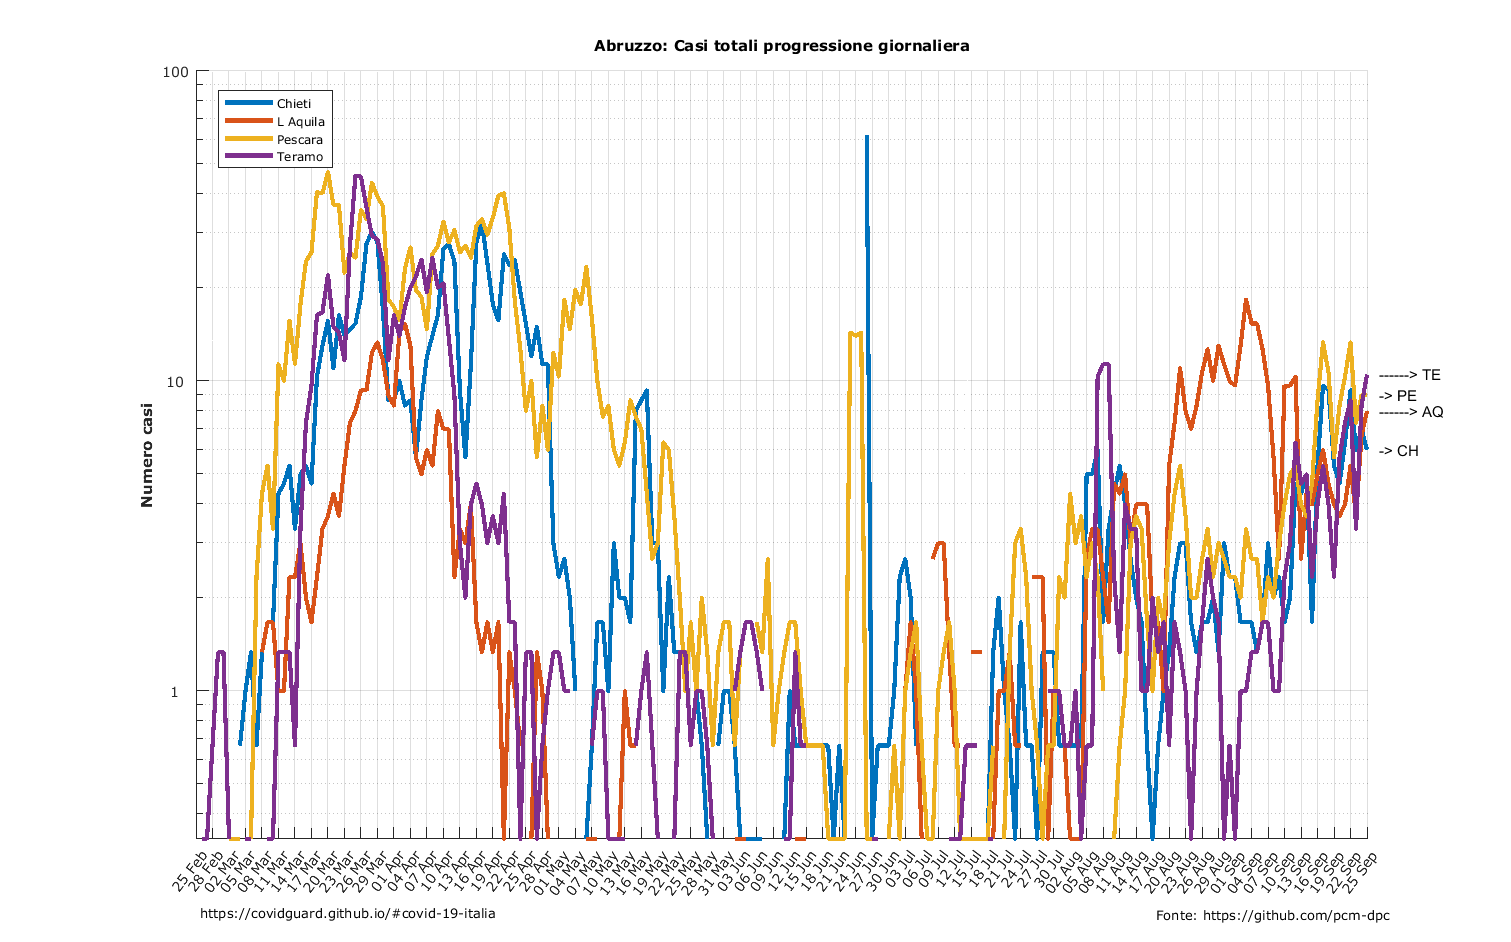 Abruzzo: Casi totali progressione giornaliera
100
10
1
Numero casi
Chieti
L Aquila
Pescara
Teramo
------> TE
-> PE
------> AQ
-> CH
25 Feb
28 Feb
02 Mar
05 Mar
08 Mar
11 Mar
14 Mar
17 Mar
20 Mar
23 Mar
26 Mar
29 Mar
01 Apr
04 Apr
07 Apr
10 Apr
13 Apr
16 Apr
19 Apr
22 Apr
25 Apr
28 Apr
01 May
04 May
07 May
10 May
13 May
16 May
19 May
22 May
25 May
28 May
31 May
03 Jun
06 Jun
09 Jun
12 Jun
15 Jun
18 Jun
21 Jun
24 Jun
27 Jun
30 Jun
03 Jul
06 Jul
09 Jul
12 Jul
15 Jul
18 Jul
21 Jul
24 Jul
27 Jul
30 Jul
02 Aug
05 Aug
08 Aug
11 Aug
14 Aug
17 Aug
20 Aug
23 Aug
26 Aug
29 Aug
01 Sep
04 Sep
07 Sep
10 Sep
13 Sep
16 Sep
19 Sep
22 Sep
25 Sep
https://covidguard.github.io/#covid-19-italia
Fonte: https://github.com/pcm-dpc